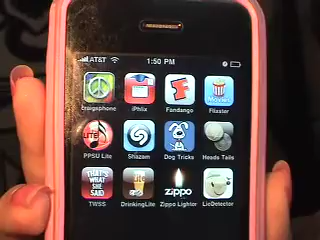 AT&T 1:50 PM
Craigsphone iPhlix Fandango Flixster
PPSU Lite Shazam Dog Tricks Heads Tails
THAT'S
WHAT
SHE
SAID
zippo
TWSS DrinkingLite Zippo Lighter LieDetector